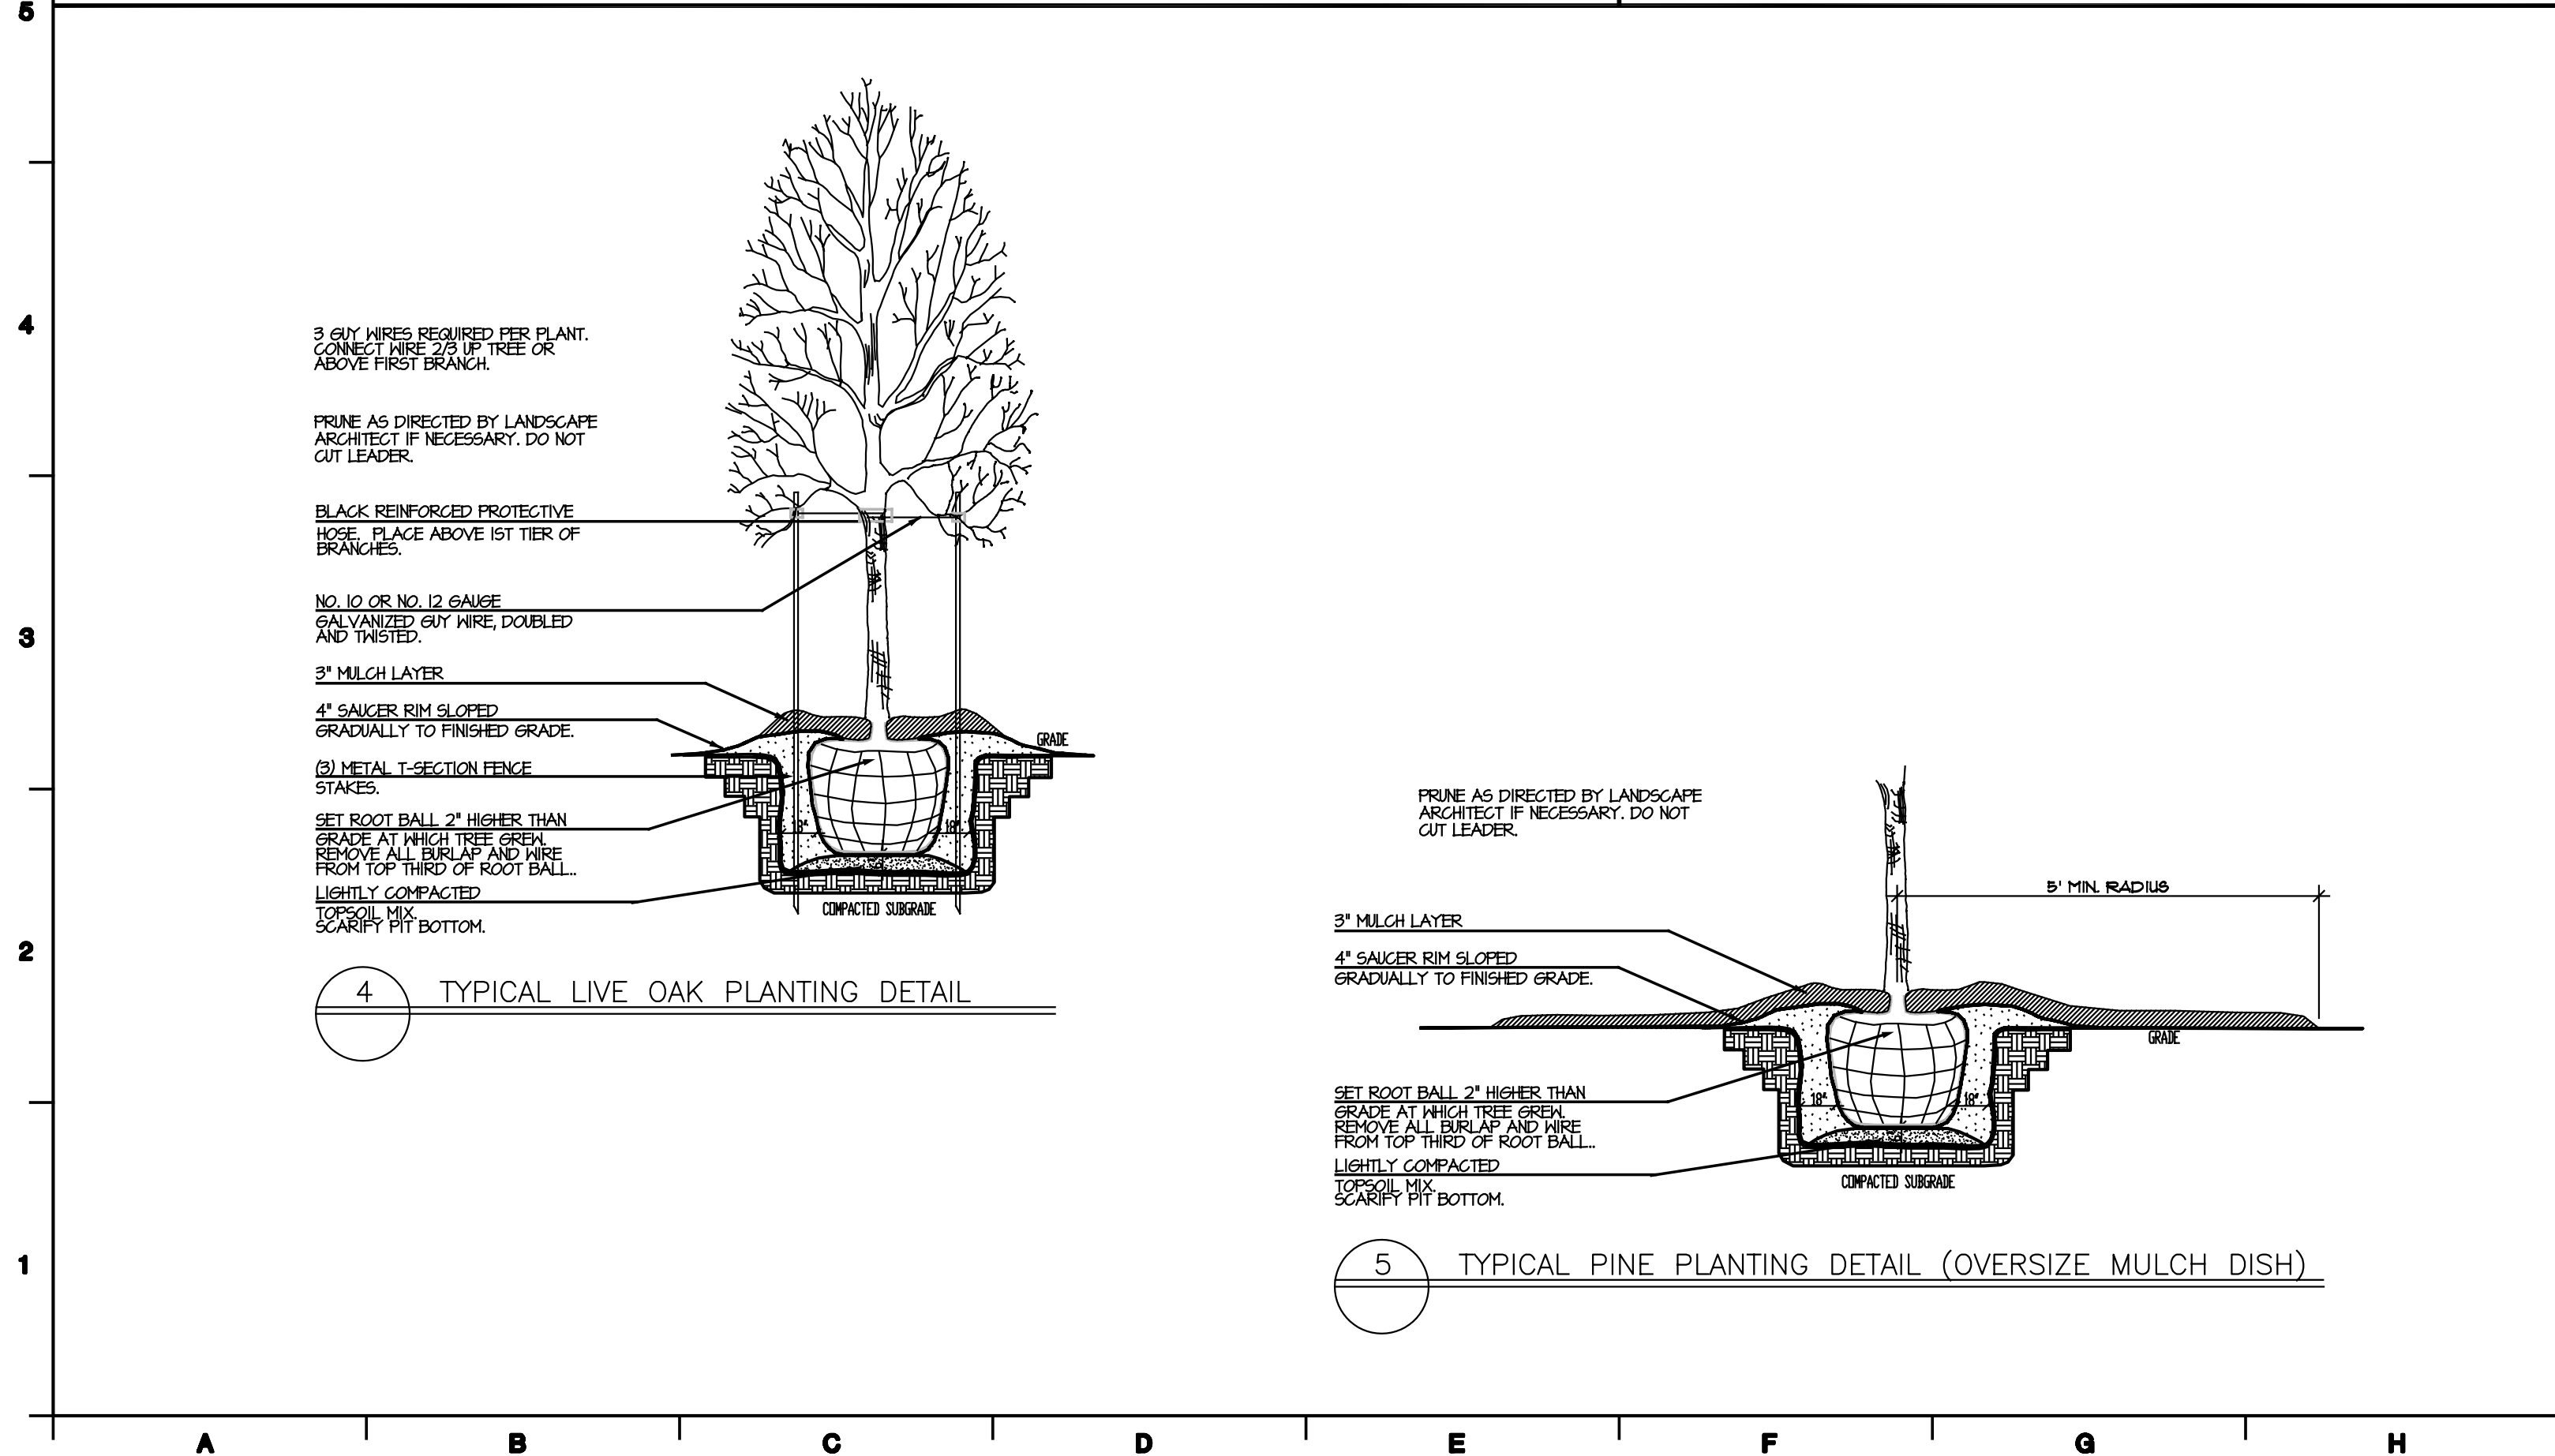 5
4
3
2
1
3 GUY WIRES REQUIRED PER PLANT.
CONNECT WIRE 2/3 UP TREE OR
ABOVE FIRST BRANCH.
PRUNE AS DIRECTED BY LANDSCAPE
ARCHITECT IF NECESSARY. DO NOT
CUT LEADER.
BLACK REINFORCED PROTECTIVE
HOSE. PLACE ABOVE 1ST TIER OF
BRANCHES.
NO. 10 OR NO. 12 GAUGE
GALVANIZED GUY WIRE, DOUBLED
AND TWISTED.
3" MULCH LAYER
4" SAUCER RIM SLOPED
GRADUALLY TO FINISHED GRADE.
(3) METAL T-SECTION FENCE
STAKES.
SET ROOT BALL 2" HIGHER THAN
GRADE AT WHICH TREE GREW.
REMOVE ALL BURLAP AND WIRE
FROM TOP THIRD OF ROOT BALL..
LIGHTLY COMPACTED
TOPSOIL MIX.
SCARIFY PIT BOTTOM.
GRADE
18"
18"
COMPACTED SUBGRADE
4 TYPICAL LIVE OAK PLANTING DETAIL
PRUNE AS DIRECTED BY LANDSCAPE
ARCHITECT IF NECESSARY. DO NOT
CUT LEADER.
5' MIN. RADIUS
3" MULCH LAYER
4" SAUCER RIM SLOPED
GRADUALLY TO FINISHED GRADE.
GRADE
SET ROOT BALL 2" HIGHER THAN
GRADE AT WHICH TREE GREW.
REMOVE ALL BURLAP AND WIRE
FROM TOP THIRD OF ROOT BALL..
LIGHTLY COMPACTED
TOPSOIL MIX.
SCARIFY PIT BOTTOM.
18"
18"
COMPACTED SUBGRADE
5 TYPICAL PINE PLANTING DETAIL (OVERSIZE MULCH DISH)
A B C D E F G H